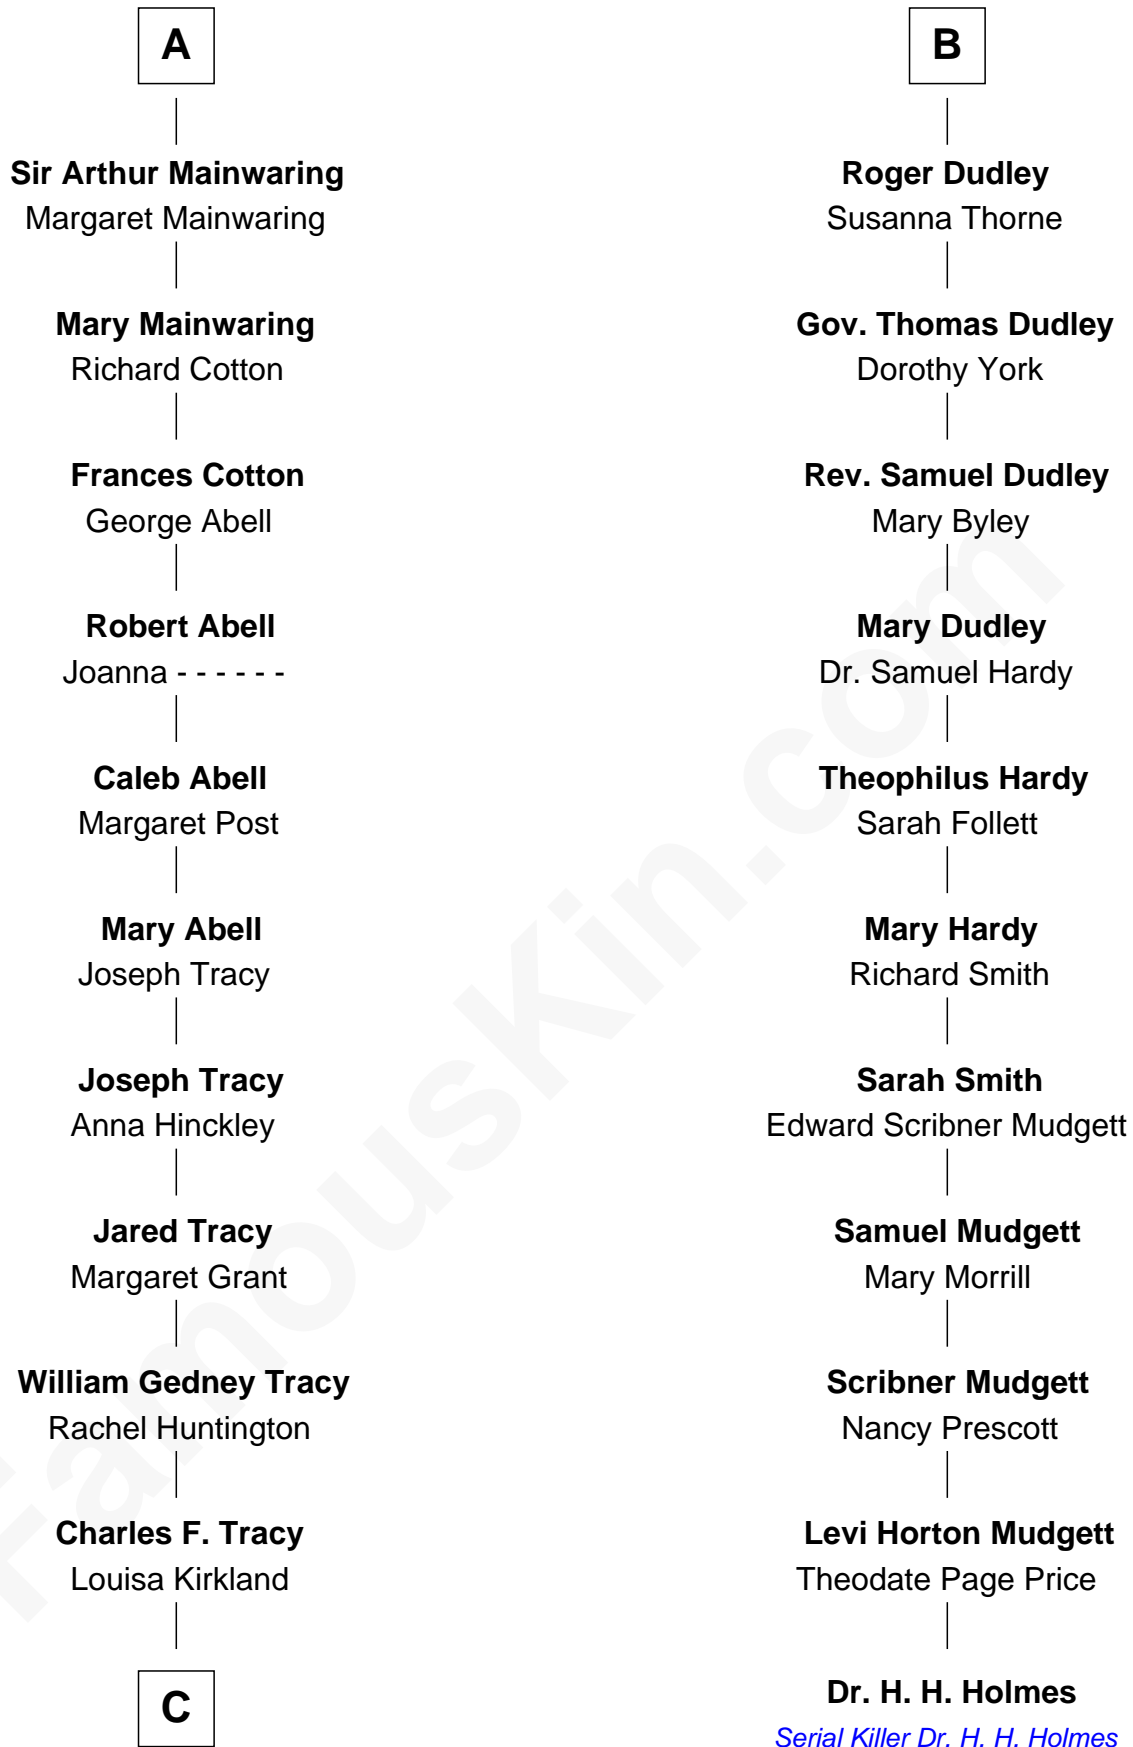 A
Sir Arthur Mainwaring
Margaret Mainwaring
Mary Mainwaring
Richard Cotton
Frances Cotton
George Abell
Robert Abell
Joanna - - - - - -
Caleb Abell
Margaret Post
Mary Abell
Joseph Tracy
Joseph Tracy
Anna Hinckley
Jared Tracy
Margaret Grant
William Gedney Tracy
Rachel Huntington
Charles F. Tracy
Louisa Kirkland
C
B
Roger Dudley
Susanna Thorne
Gov. Thomas Dudley
Dorothy York
Rev. Samuel Dudley
Mary Byley
Mary Dudley
Dr. Samuel Hardy
Theophilus Hardy
Sarah Follett
Mary Hardy
Richard Smith
Sarah Smith
Edward Scribner Mudgett
Samuel Mudgett
Mary Morrill
Scribner Mudgett
Nancy Prescott
Levi Horton Mudgett
Theodate Page Price
Dr. H. H. Holmes
Serial Killer Dr. H. H. Holmes
FamousKin.com